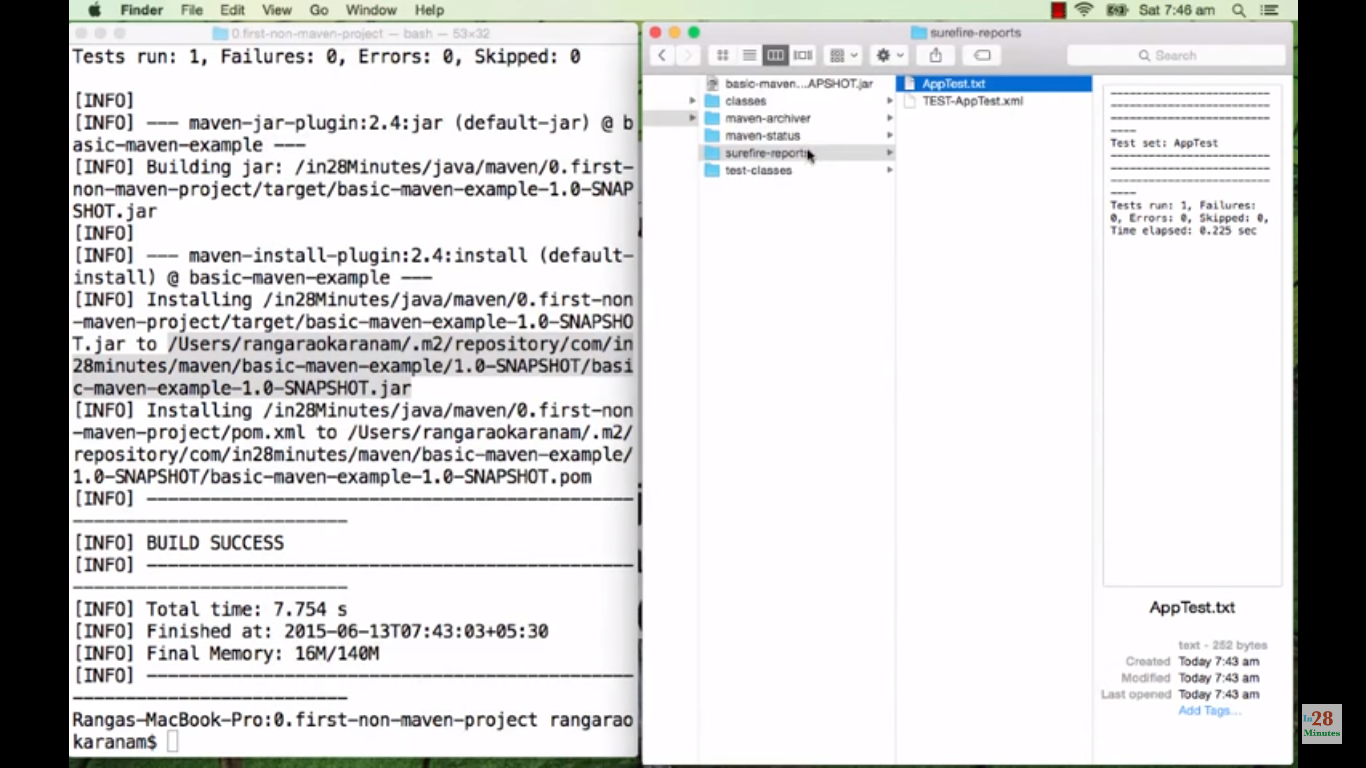 Finder File Edit View Go Window Help Sat 7:46 am
0.first-non-maven-project — bash — 53×32
Tests run: 1, Failures: 0, Errors: 0, Skipped: 0
[INFO]
[INFO] --- maven-jar-plugin:2.4:jar (default-jar) @ b
asic-maven-example ---
[INFO] Building jar: /in28Minutes/java/maven/0.first-
non-maven-project/target/basic-maven-example-1.0-SNAP
SHOT.jar
[INFO]
[INFO] --- maven-install-plugin:2.4:install (default-
install) @ basic-maven-example ---
[INFO] Installing /in28Minutes/java/maven/0.first-non
-maven-project/target/basic-maven-example-1.0-SNAPSHO
T.jar to /Users/rangaraokaranam/.m2/repository/com/in
28minutes/maven/basic-maven-example/1.0-SNAPSHOT/basi
c-maven-example-1.0-SNAPSHOT.jar
[INFO] Installing /in28Minutes/java/maven/0.first-non
-maven-project/pom.xml to /Users/rangaraokaranam/.m2/
repository/com/in28minutes/maven/basic-maven-example/
1.0-SNAPSHOT/basic-maven-example-1.0-SNAPSHOT.pom
[INFO] -----------------------------------------------
-------------------------
[INFO] BUILD SUCCESS
[INFO] -----------------------------------------------
-------------------------
[INFO] Total time: 7.754 s
[INFO] Finished at: 2015-06-13T07:43:03+05:30
[INFO] Final Memory: 16M/140M
[INFO] -----------------------------------------------
-------------------------
Rangas-MacBook-Pro:0.first-non-maven-project rangarao
karanam$
surefire-reports
Search
basic-maven...APSHOT.jar
classes
maven-archiver
maven-status
surefire-reports
test-classes
AppTest.txt
TEST-AppTest.xml
Test set: AppTest
Tests run: 1, Failures:
0, Errors: 0, Skipped: 0,
Time elapsed: 0.225 sec
AppTest.txt
text - 252 bytes
Created Today 7:43 am
Modified Today 7:43 am
Last opened Today 7:43 am
Add Tags...
In28
Minutes